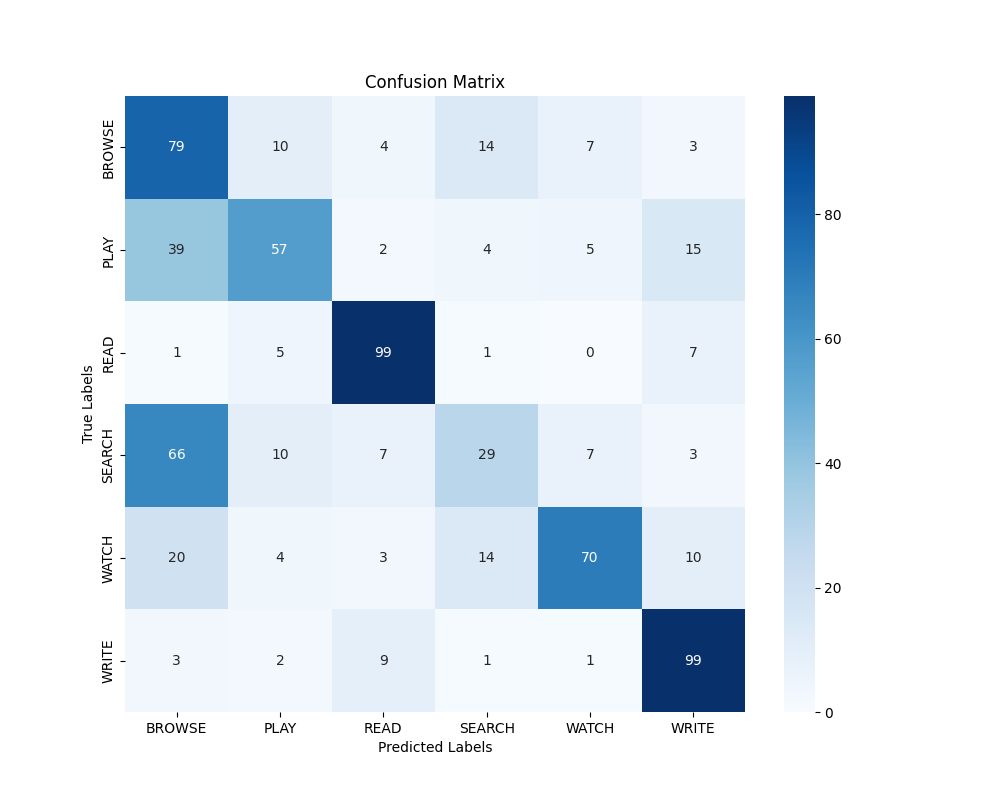 Confusion Matrix
BROWSE 79 10 4 14 7 3
PLAY 39 57 2 4 5 15
READ 1 5 99 1 0 7
SEARCH 66 10 7 29 7 3
WATCH 20 4 3 14 70 10
WRITE 3 2 9 1 1 99
BROWSE PLAY READ SEARCH WATCH WRITE
Predicted Labels
True Labels
80
60
40
20
0